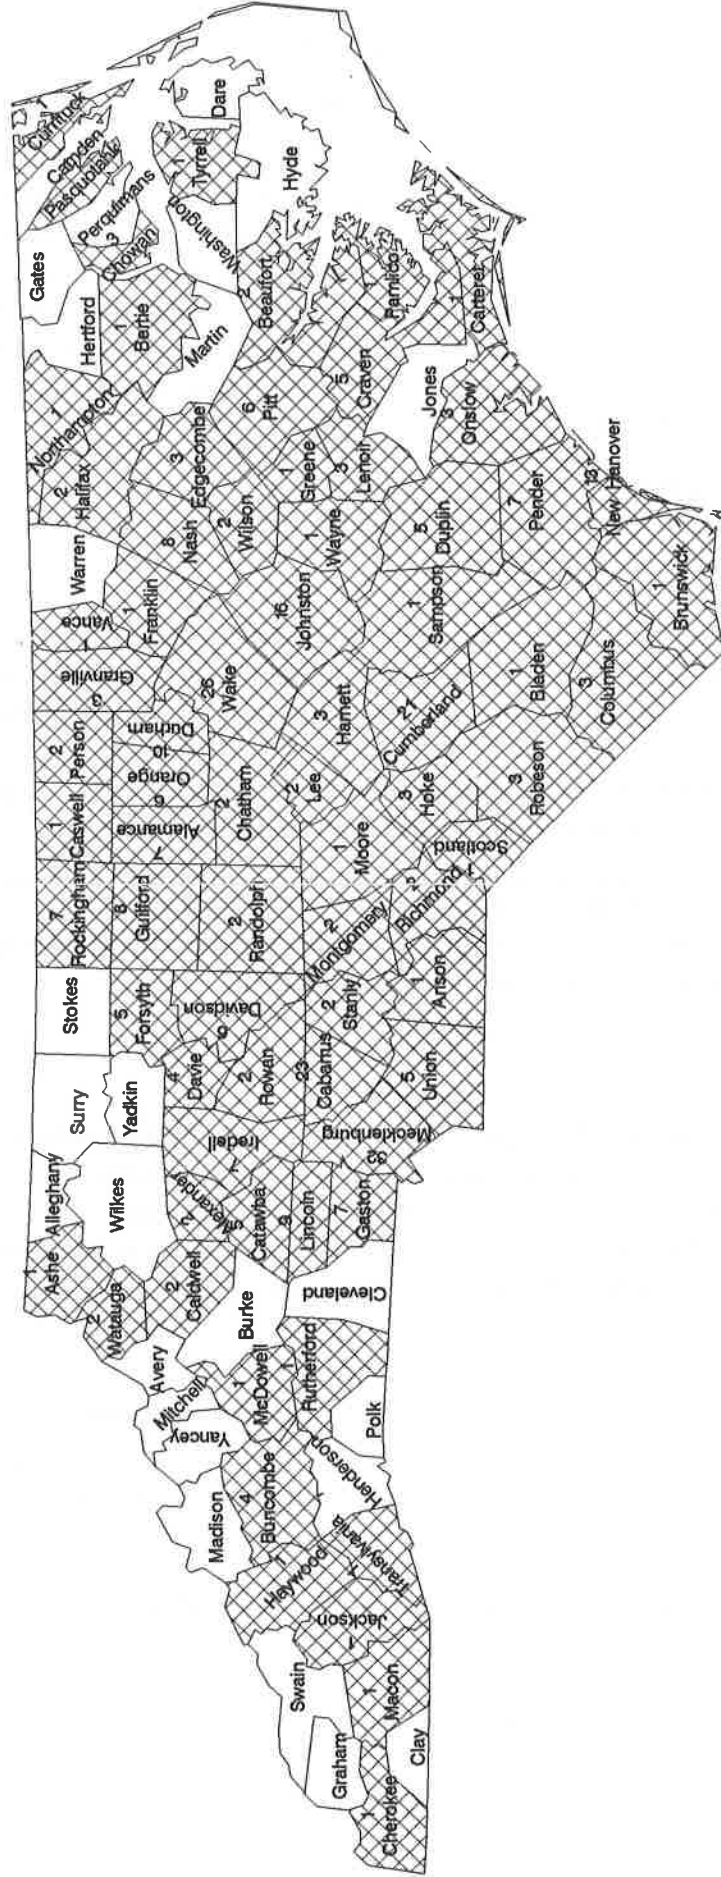 1
Currituck
Camden
Pasquotank
Perquimans
3
Chowan
Gates
Hertford
1
Bertie
1
Northampton
2
Halifax
Warren
1
Vance
3
Granville
2
Person
1
Caswell
7
Rockingham
Stokes
Surry
Alleghany
1
Ashe
2
Watauga
Wilkes
Yadkin
5
Forsyth
8
Guilford
7
Alamance
6
Orange
10
Durham
1
Franklin
8
Nash
3
Edgecombe
Martin
Washington
1
Tyrrell
Dare
Hyde
2
Beaufort
6
Pitt
2
Wilson
26
Wake
2
Chatham
2
Randolph
9
Davidson
4
Davie
2
Rowan
Iredell
Alexander
2
Caldwell
Avery
Mitchell
Yancey
Madison
4
Buncombe
1
McDowell
Burke
Catawba
9
Lincoln
7
Gaston
Cleveland
1
Rutherford
Polk
Henderson
Transylvania
1
Haywood
1
Jackson
Swain
Graham
1
Cherokee
Clay
1
Macon
32
Mecklenburg
23
Cabarrus
2
Stanly
5
Union
1
Anson
2
Montgomery
Richmond
1
Moore
2
Lee
3
Harnett
16
Johnston
1
Wayne
1
Greene
3
Lenoir
5
Craven
1
Pamlico
1
Carteret
Jones
3
Onslow
5
Duplin
1
Sampson
21
Cumberland
3
Hoke
1
Scotland
3
Robeson
1
Bladen
3
Columbus
1
Brunswick
13
New Hanover
7
Pender